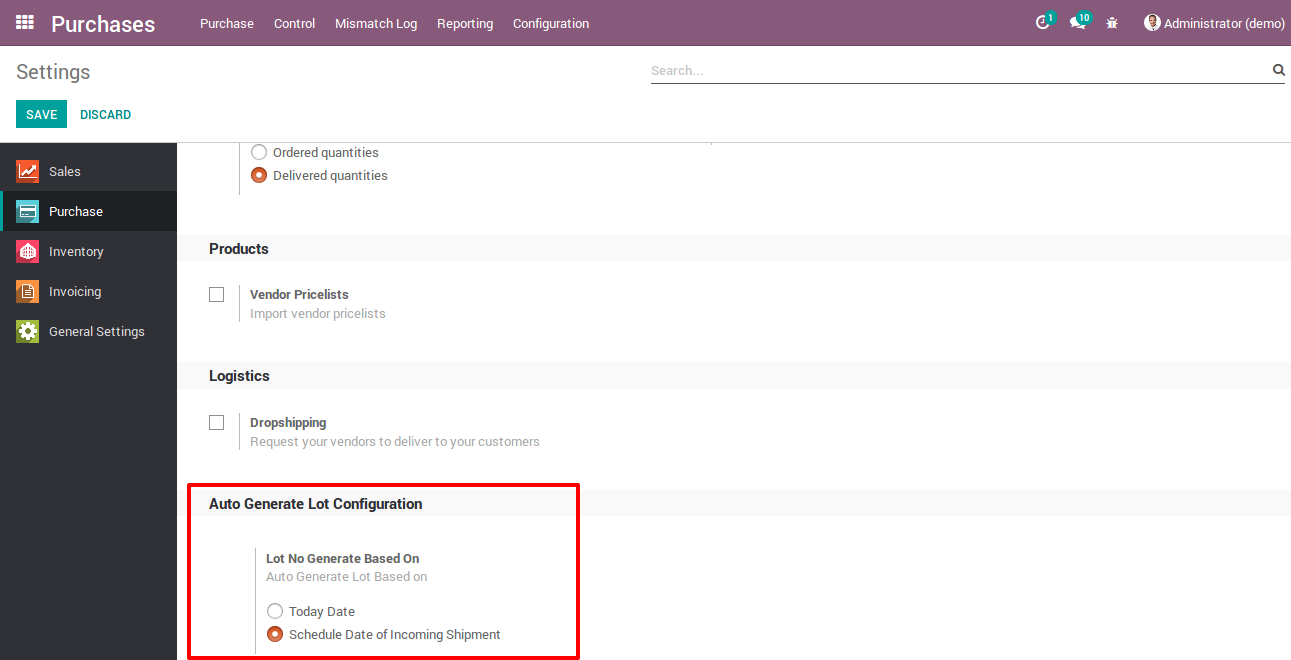 Purchases
Purchase Control Mismatch Log Reporting Configuration
1 10 Administrator (demo)
Settings
Search...
SAVE DISCARD
Sales
Purchase
Inventory
Invoicing
General Settings
Ordered quantities
Delivered quantities
Products
Vendor Pricelists
Import vendor pricelists
Logistics
Dropshipping
Request your vendors to deliver to your customers
Auto Generate Lot Configuration
Lot No Generate Based On
Auto Generate Lot Based on
Today Date
Schedule Date of Incoming Shipment